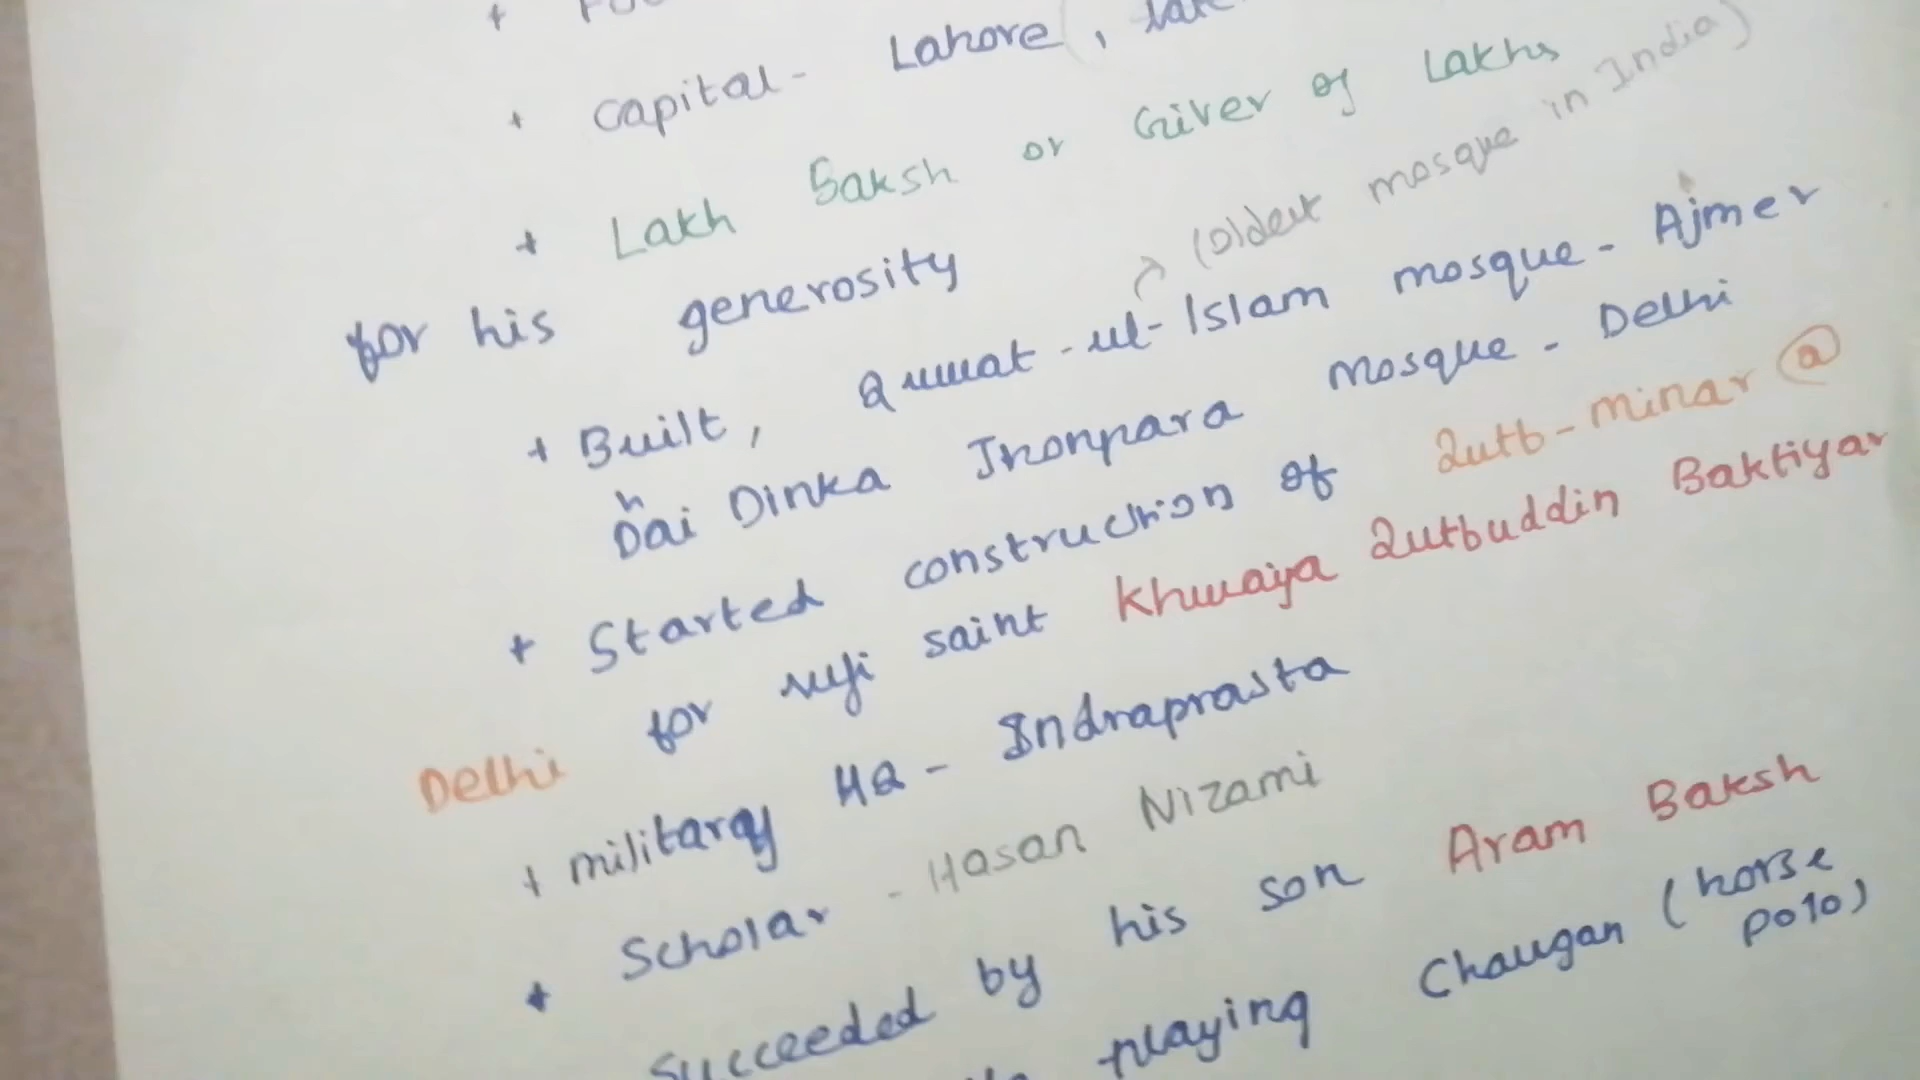 + capital - Lahore,
+ Lakh Baksh or Giver of Lakhs
for his generosity
(oldest mosque in India)
+ Built, Quwat-ul-Islam mosque - Ajmer
Dhai Dinka Jhonpara mosque - Delhi
+ Started construction of Qutb-Minar @
Delhi for sufi saint Khwaja Qutbuddin Baktiyar
+ military HQ - Indraprasta
+ Scholar - Hasan Nizami
succeeded by his son Aram Baksh
playing Chaugan (horse
polo)